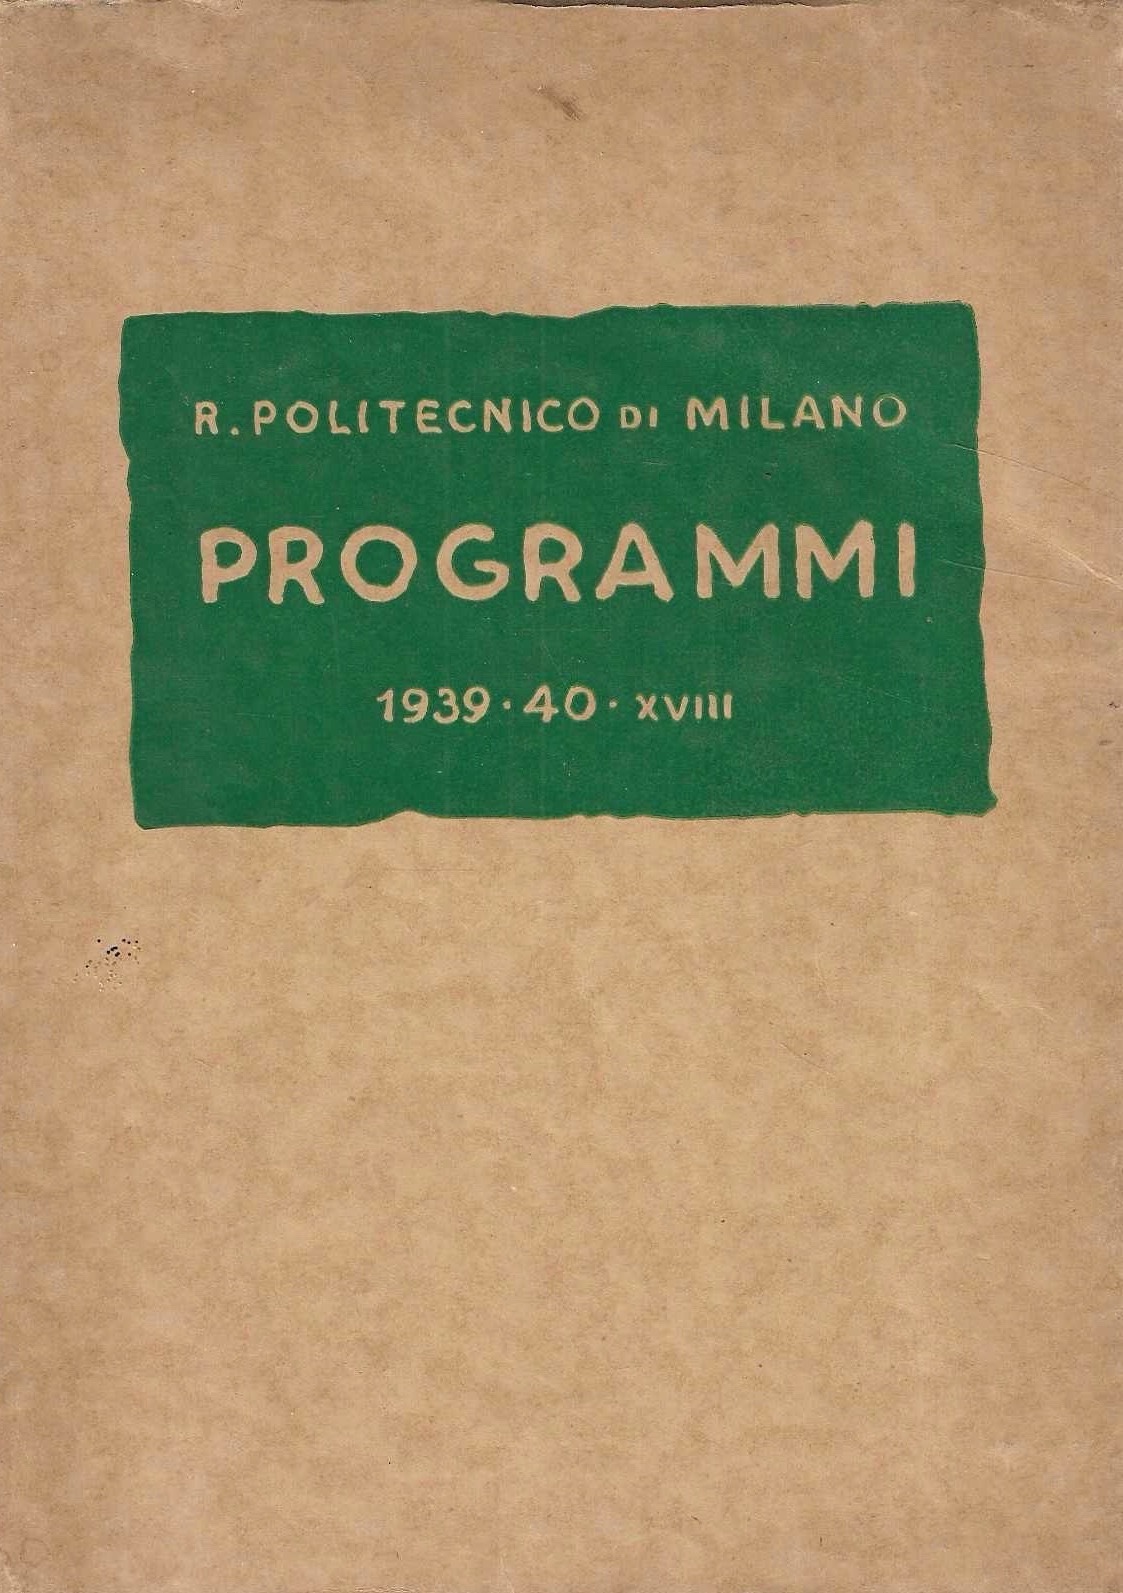 R. POLITECNICO DI MILANO
PROGRAMMI
1939·40·XVIII